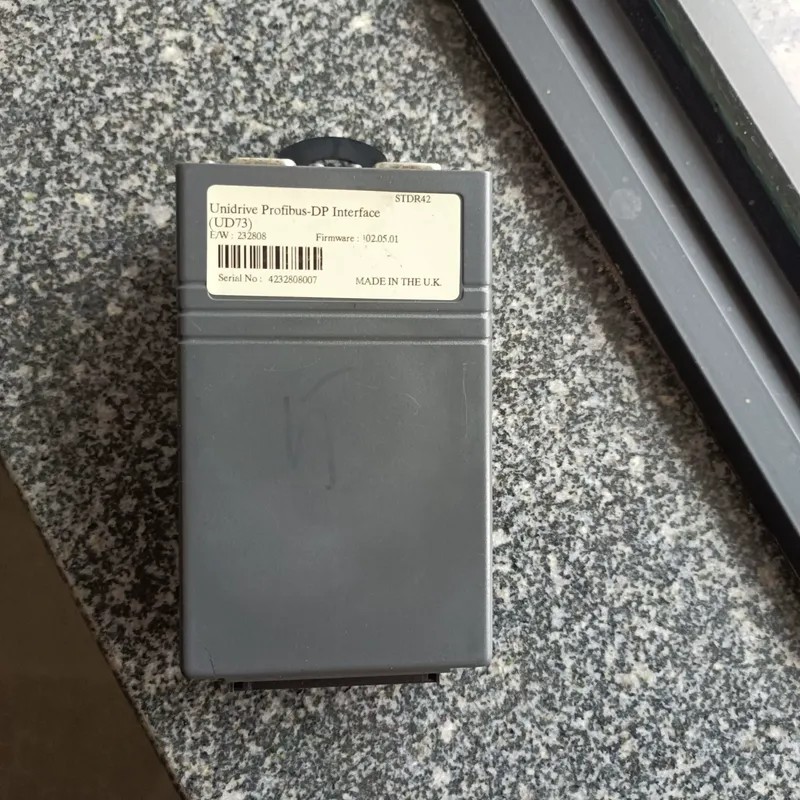 STDR42
Unidrive Profibus-DP Interface
(UD73)
E/W : 232808 Firmware : 02.05.01
Serial No : 4232808007 MADE IN THE U.K.